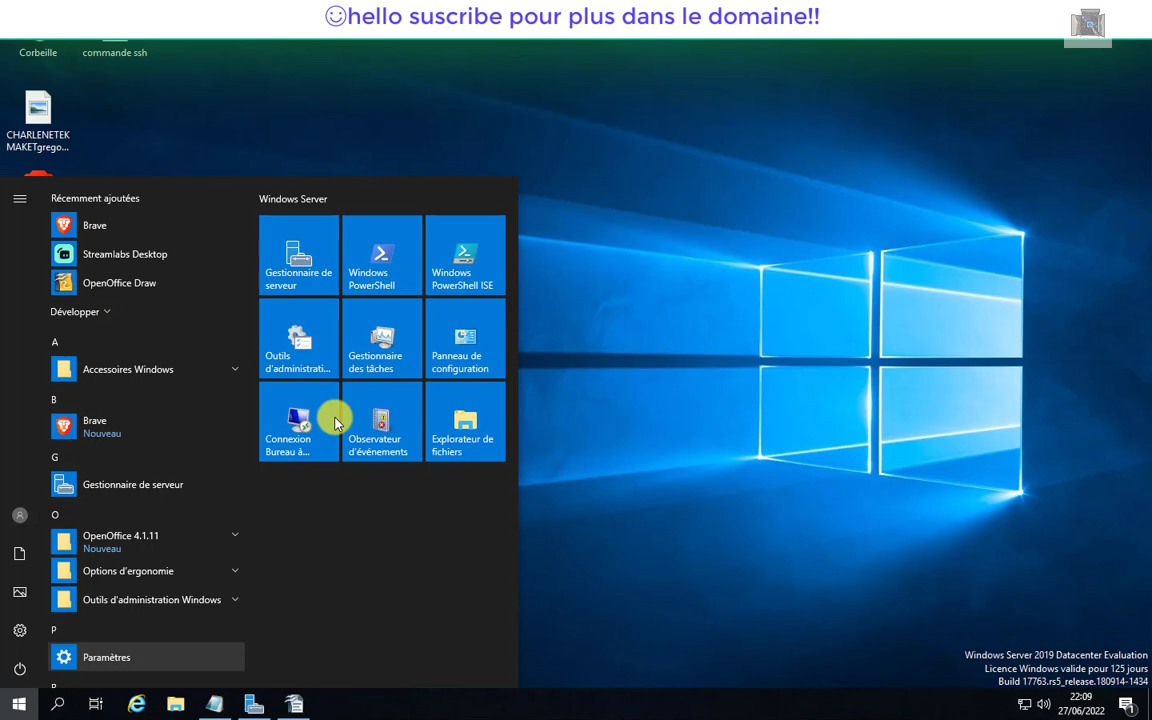 ☺hello suscribe pour plus dans le domaine!!
Corbeille
commande ssh
CHARLENETEK
MAKETgrego...
Récemment ajoutées
Brave
Streamlabs Desktop
OpenOffice Draw
Développer
A
Accessoires Windows
B
Brave
Nouveau
G
Gestionnaire de serveur
O
OpenOffice 4.1.11
Nouveau
Options d'ergonomie
Outils d'administration Windows
P
Paramètres
Windows Server
Gestionnaire de
serveur
Windows
PowerShell
Windows
PowerShell ISE
Outils
d'administrati...
Gestionnaire
des tâches
Panneau de
configuration
Connexion
Bureau à...
Observateur
d'événements
Explorateur de
fichiers
Windows Server 2019 Datacenter Evaluation
Licence Windows valide pour 125 jours
Build 17763.rs5_release.180914-1434
22:09
27/06/2022
1